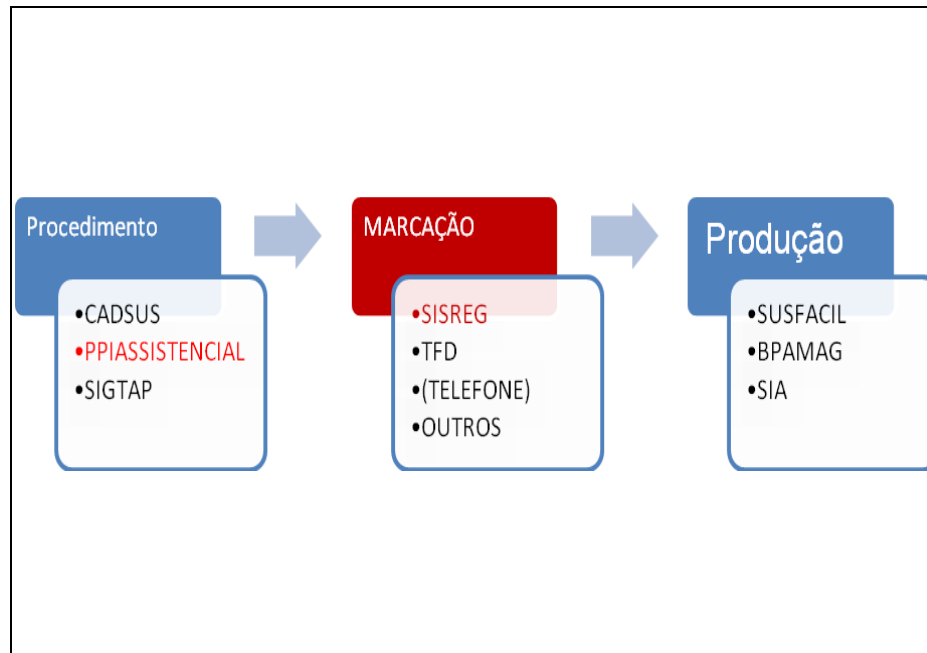 Procedimento
•CADSUS
•PPIASSISTENCIAL
•SIGTAP
MARCAÇÃO
•SISREG
•TFD
•(TELEFONE)
•OUTROS
Produção
•SUSFACIL
•BPAMAG
•SIA